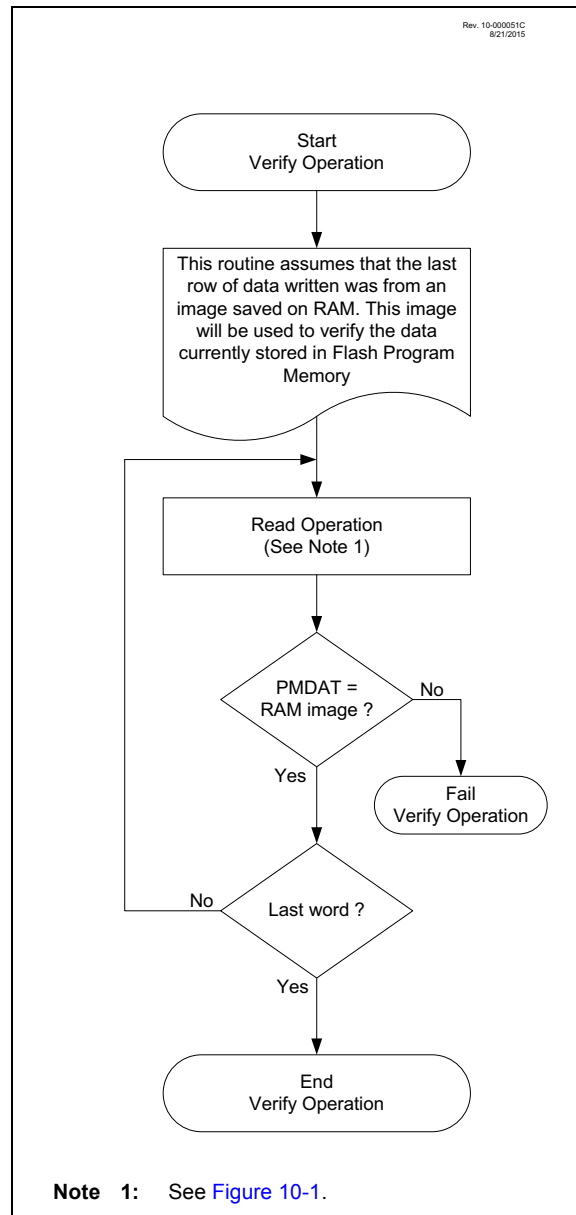 Rev. 10-000051C
8/21/2015
Start
Verify Operation
This routine assumes that the last
row of data written was from an
image saved on RAM. This image
will be used to verify the data
currently stored in Flash Program
Memory
Read Operation
(See Note 1)
PMDAT =
RAM image ?
No
Yes
Fail
Verify Operation
No
Last word ?
Yes
End
Verify Operation
Note 1: See Figure 10-1.